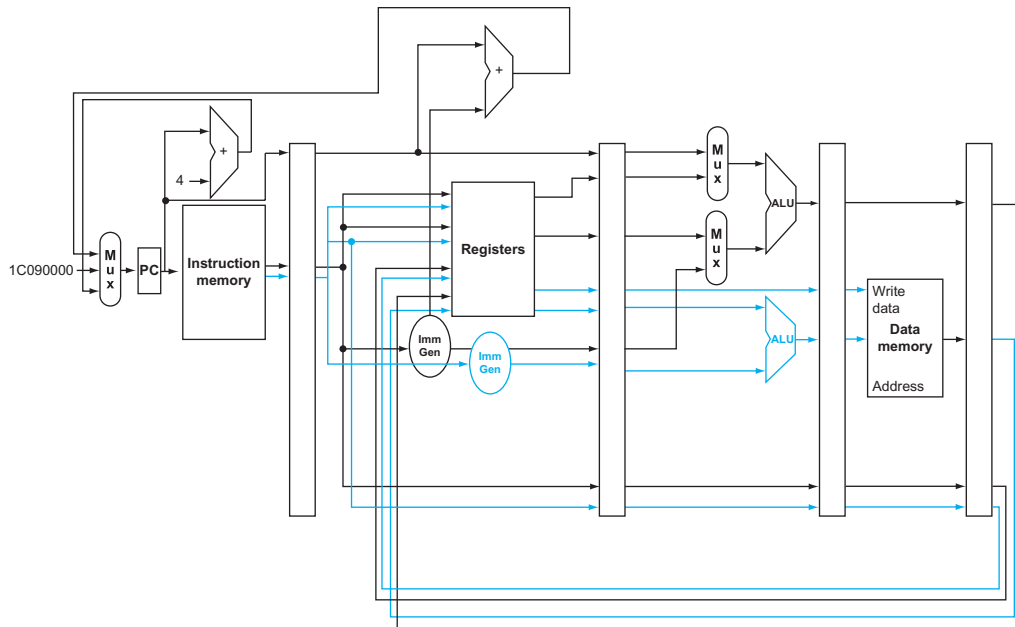 +
+
4
M
u
x
M
u
x
ALU
Registers
M
u
x
1C090000
PC
Instruction
memory
Write
data
Data
memory
Address
Imm
Gen
Imm
Gen
ALU